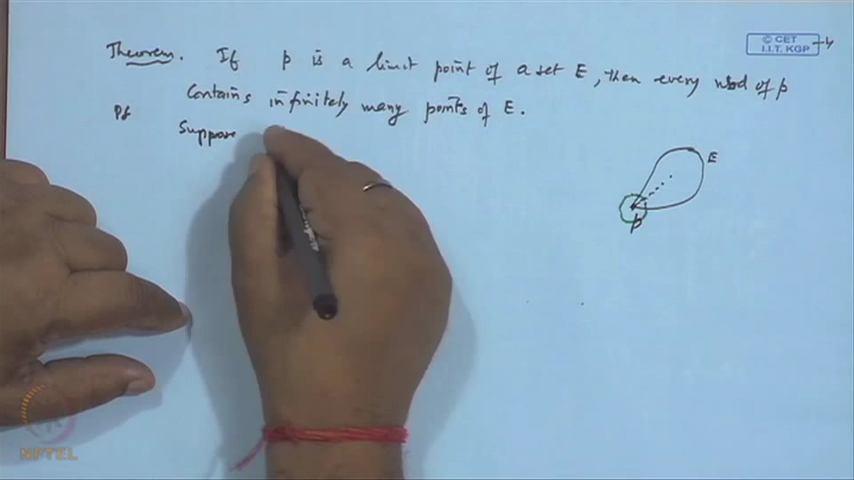 © CET
I.I.T. KGP
Theorem. If p is a limit point of a set E, then every nbd of p
Contains infinitely many points of E.
Pf
Suppose
E
p
NPTEL